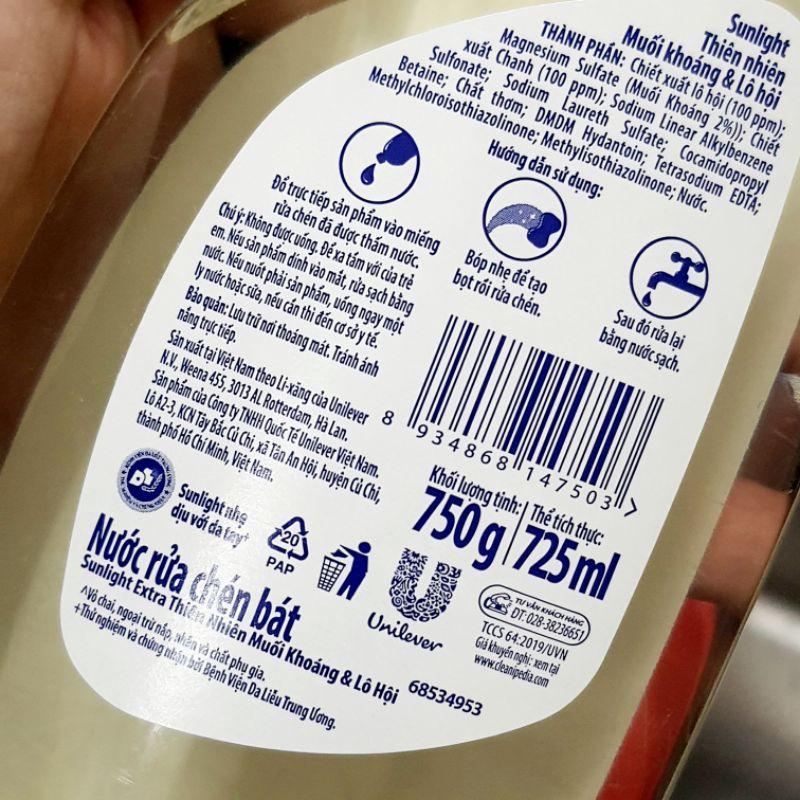 Sunlight
Thiên nhiên
Muối khoáng & Lô hội
THÀNH PHẦN: Chiết xuất lô hội (100 ppm);
Magnesium Sulfate (Muối Khoáng 2%)); Chiết
xuất Chanh (100 ppm); Sodium Linear Alkylbenzene
Sulfonate; Sodium Laureth Sulfate; Cocamidopropyl
Betaine; Chất thơm; DMDM Hydantoin; Tetrasodium EDTA;
Methylchloroisothiazolinone; Methylisothiazolinone; Nước.
Hướng dẫn sử dụng:
Đổ trực tiếp sản phẩm vào miếng
rửa chén đã được thấm nước.
Bóp nhẹ để tạo
bọt rồi rửa chén.
Sau đó rửa lại
bằng nước sạch.
Chú ý: Không được uống. Để xa tầm với của trẻ
em. Nếu sản phẩm dính vào mắt, rửa sạch bằng
nước. Nếu nuốt phải sản phẩm, uống ngay một
ly nước hoặc sữa, nếu cần thì đến cơ sở y tế.
Bảo quản: Lưu trữ nơi thoáng mát. Tránh ánh
nắng trực tiếp.
Sản xuất tại Việt Nam theo Li-xăng của Unilever
N.V., Weena 455, 3013 AL Rotterdam, Hà Lan.
Sản phẩm của Công ty TNHH Quốc Tế Unilever Việt Nam.
Lô A2-3, KCN Tây Bắc Củ Chi, xã Tân An Hội, huyện Củ Chi,
thành phố Hồ Chí Minh, Việt Nam.
8 934868 147503 >
Khối lượng tịnh:
750 g
Thể tích thực:
725 ml
Sunlight nhẹ
dịu với da tay+
20
PAP
Unilever
TƯ VẤN KHÁCH HÀNG
ĐT: 028-38236651
TCCS 64:2019/UVN
Giá khuyến nghị: xem tại
www.cleanipedia.com
Nước rửa chén bát
Sunlight Extra Thiên Nhiên Muối Khoáng & Lô Hội
^Vỏ chai, ngoại trừ nắp, nhãn và chất phụ gia.
+Thử nghiệm và chứng nhận bởi Bệnh Viện Da Liễu Trung Ương.
68534953